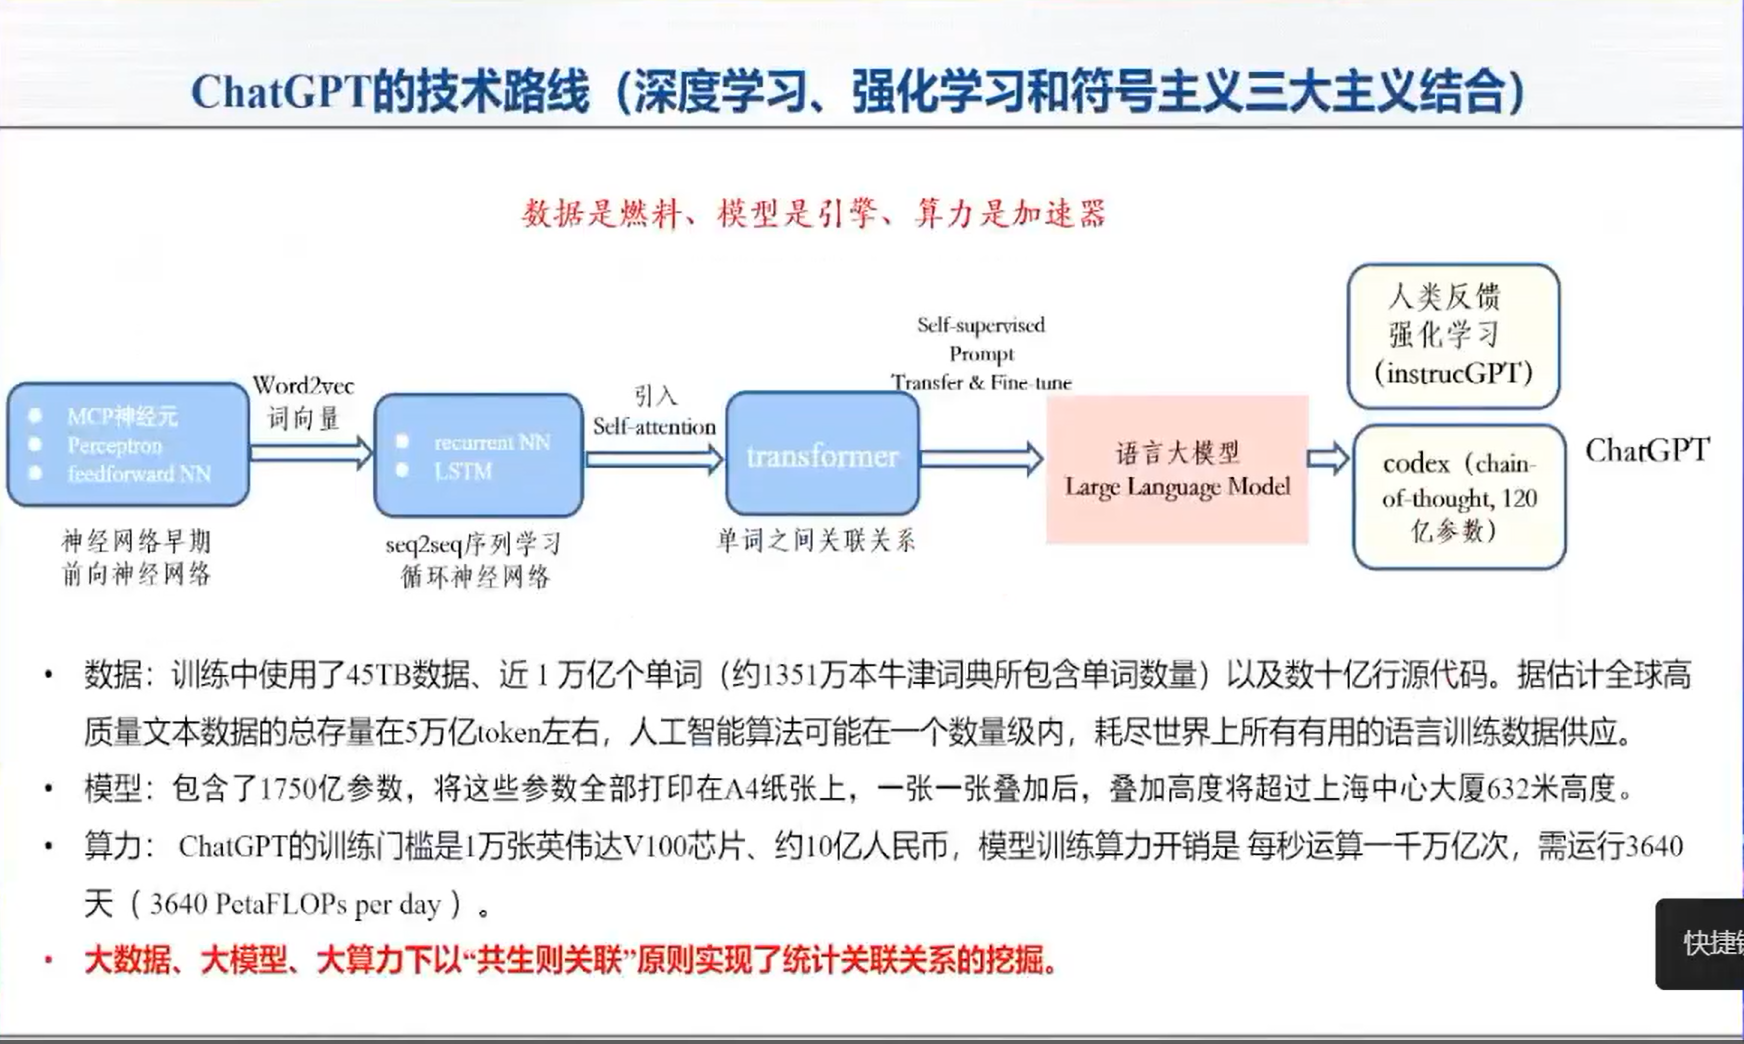 ChatGPT的技术路线（深度学习、强化学习和符号主义三大主义结合）
数据是燃料、模型是引擎、算力是加速器
MCP神经元
Perceptron
feedforward NN
神经网络早期
前向神经网络
Word2vec
词向量
recurrent NN
LSTM
seq2seq序列学习
循环神经网络
引入
Self-attention
transformer
单词之间关联关系
Self-supervised
Prompt
Transfer & Fine-tune
语言大模型
Large Language Model
人类反馈
强化学习
(instrucGPT)
codex（chain-
of-thought, 120
亿参数）
ChatGPT
• 数据：训练中使用了45TB数据、近 1 万亿个单词（约1351万本牛津词典所包含单词数量）以及数十亿行源代码。据估计全球高
质量文本数据的总存量在5万亿token左右，人工智能算法可能在一个数量级内，耗尽世界上所有有用的语言训练数据供应。
• 模型：包含了1750亿参数，将这些参数全部打印在A4纸张上，一张一张叠加后，叠加高度将超过上海中心大厦632米高度。
• 算力： ChatGPT的训练门槛是1万张英伟达V100芯片、约10亿人民币，模型训练算力开销是 每秒运算一千万亿次，需运行3640
天（ 3640 PetaFLOPs per day ）。
• 大数据、大模型、大算力下以“共生则关联”原则实现了统计关联关系的挖掘。
快捷